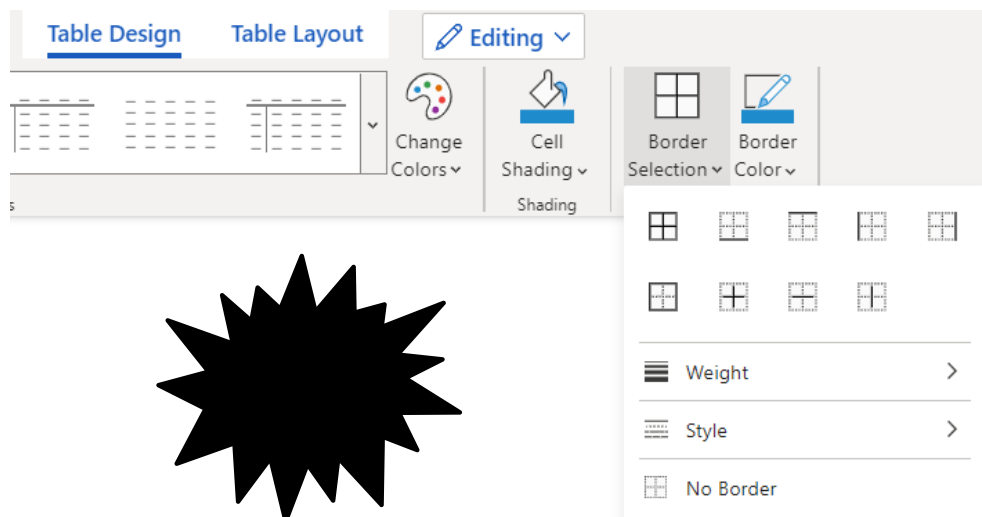 Table Design Table Layout Editing
Change Colors
Cell Shading
Border Selection
Border Color
s
Shading
Weight
Style
No Border